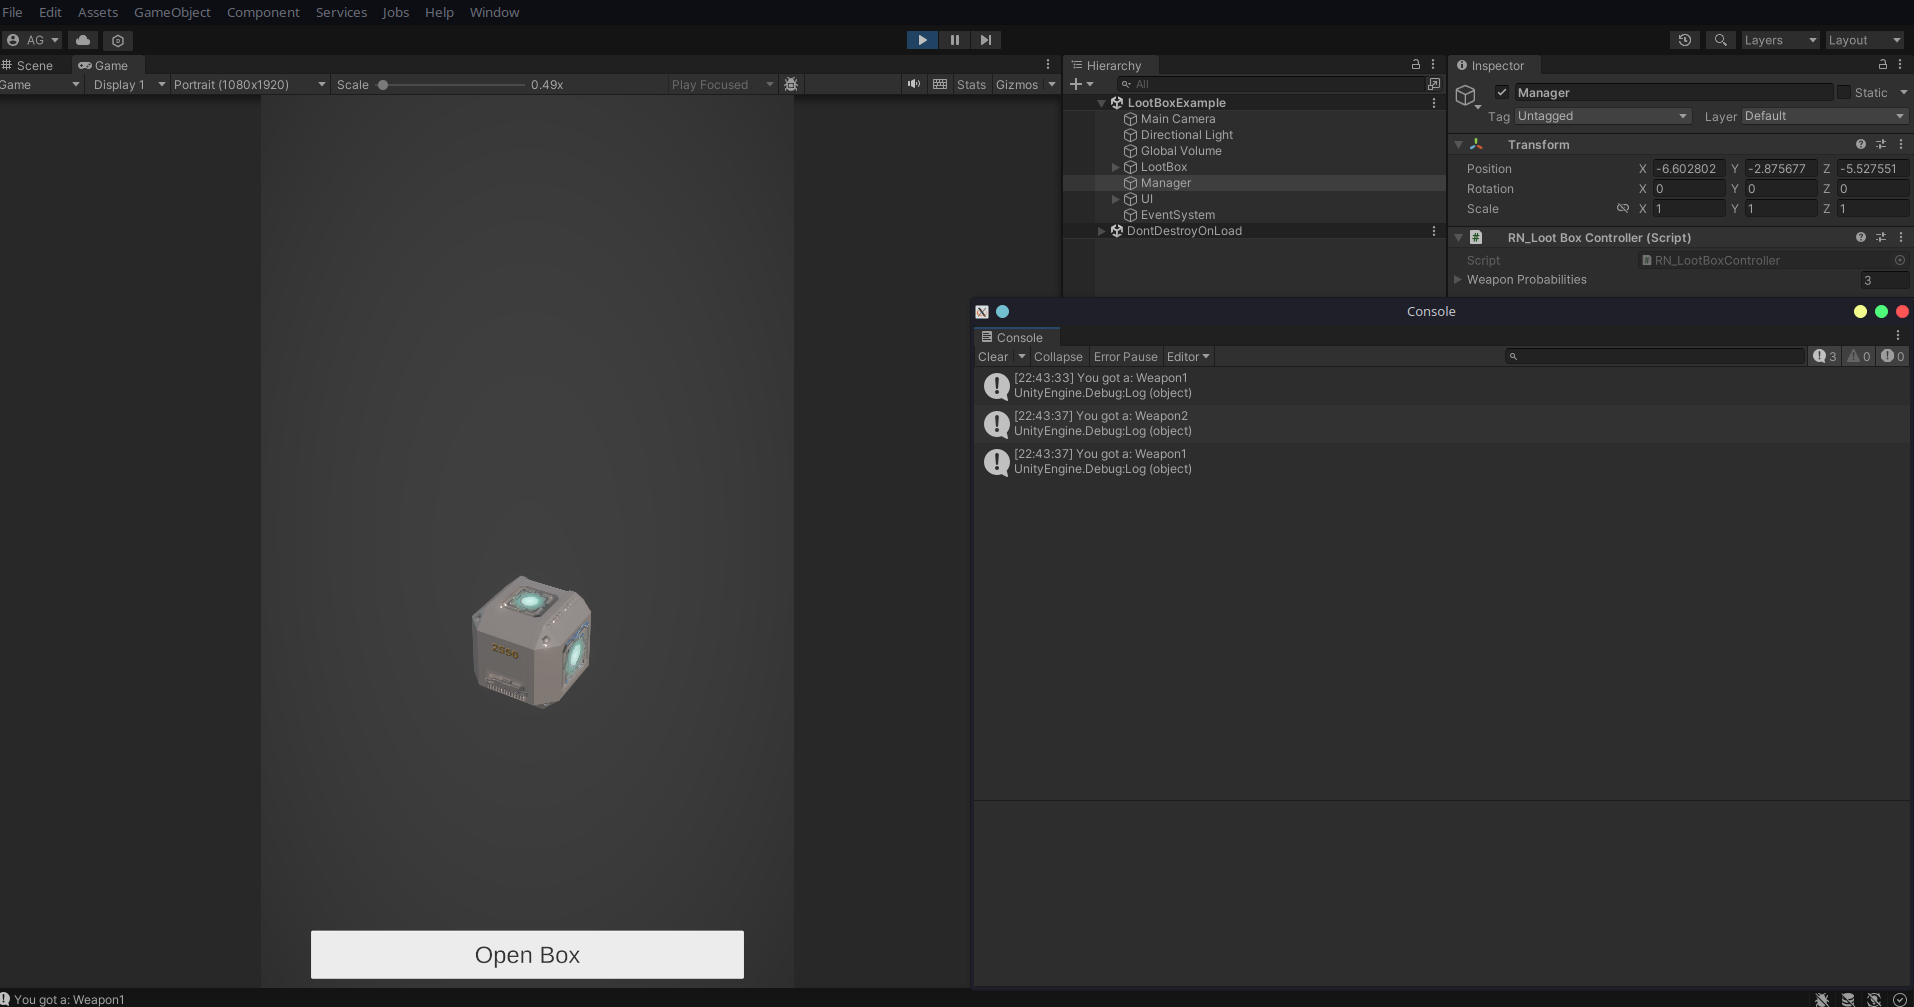 File Edit Assets GameObject Component Services Jobs Help Window
AG Layers Layout
Scene Game
Game Display 1 Portrait (1080x1920) Scale 0.49x Play Focused Stats Gizmos
2550
Open Box
Hierarchy
All
LootBoxExample
Main Camera
Directional Light
Global Volume
LootBox
Manager
UI
EventSystem
DontDestroyOnLoad
Inspector
Manager Static
Tag Untagged Layer Default
Transform
Position X -6.602802 Y -2.875677 Z -5.527551
Rotation X 0 Y 0 Z 0
Scale X 1 Y 1 Z 1
RN_Loot Box Controller (Script)
Script RN_LootBoxController
Weapon Probabilities 3
Console
Console
Clear Collapse Error Pause Editor 3 0 0
[22:43:33] You got a: Weapon1
UnityEngine.Debug:Log (object)
[22:43:37] You got a: Weapon2
UnityEngine.Debug:Log (object)
[22:43:37] You got a: Weapon1
UnityEngine.Debug:Log (object)
You got a: Weapon1